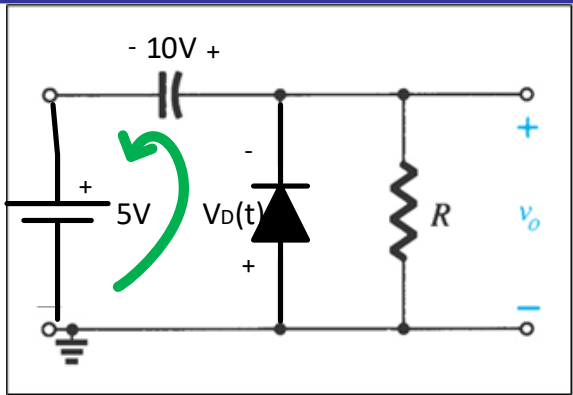 - 10V +
-
+
5V
VD(t)
R
+
vo
+
-
-